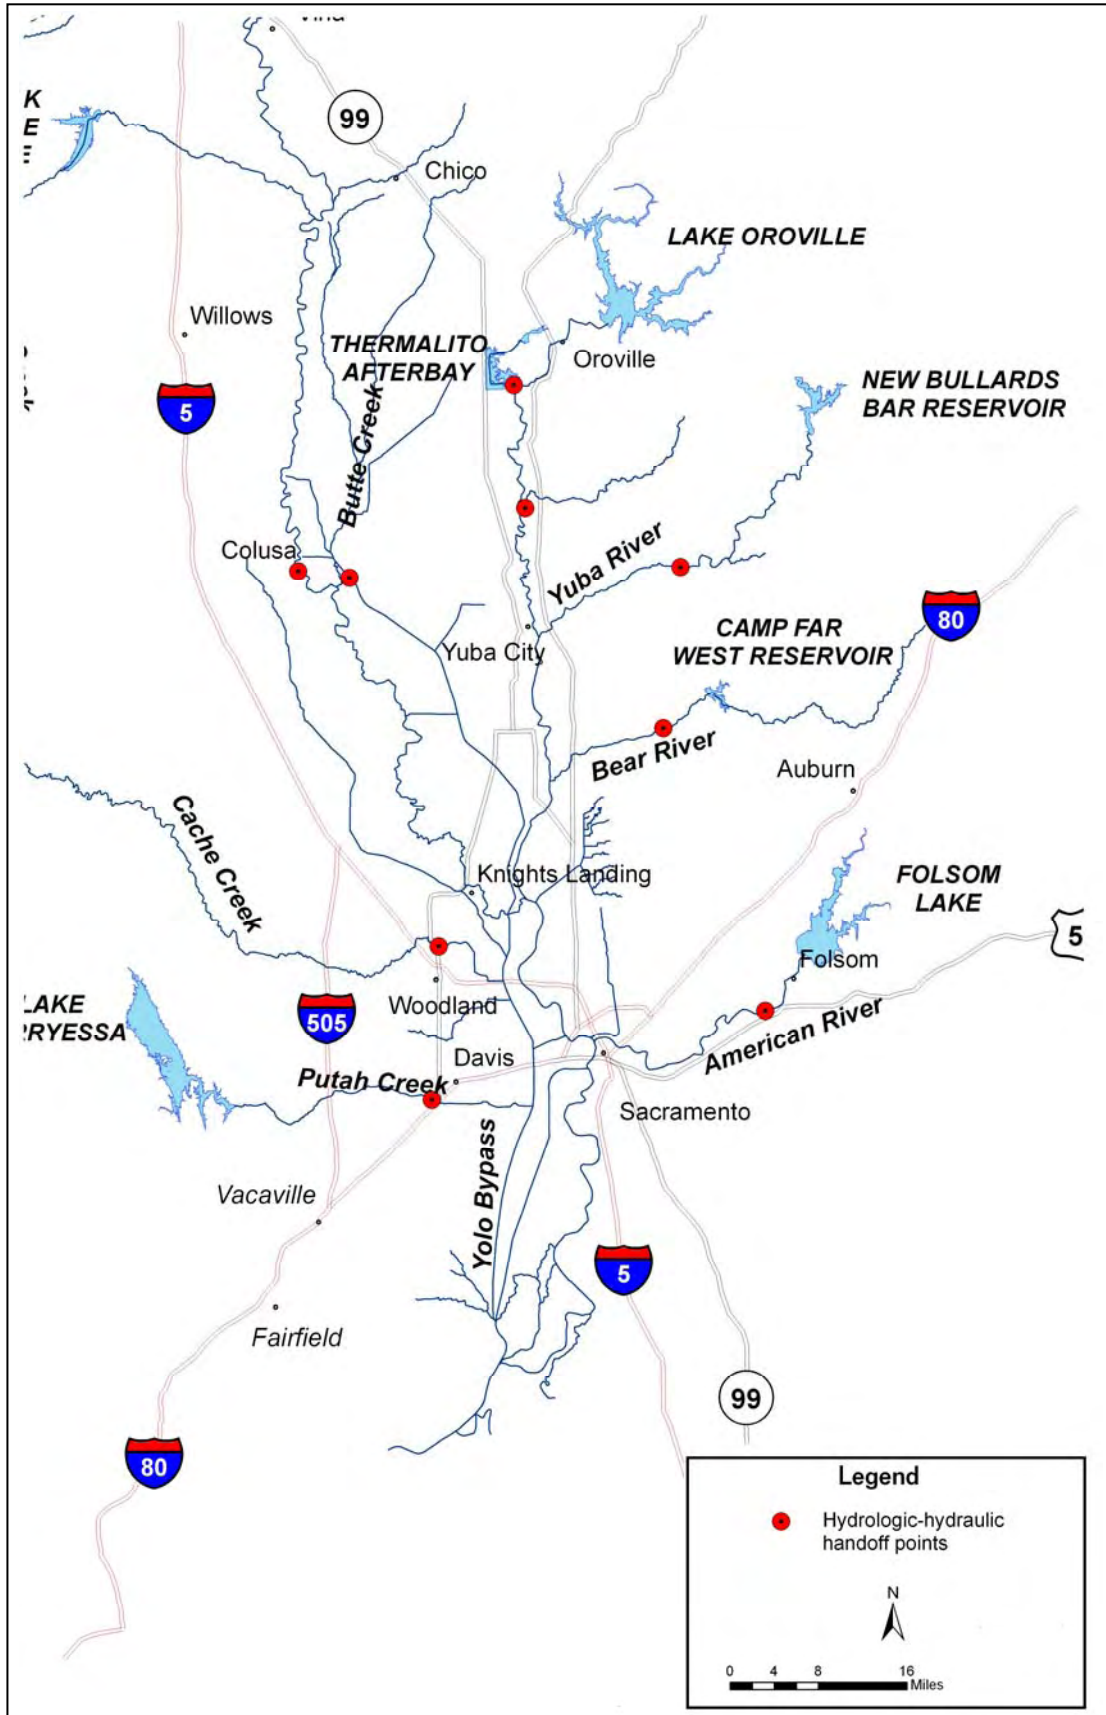 Vina
K
E
99
Chico
LAKE OROVILLE
Willows
THERMALITO
AFTERBAY
Oroville
5
NEW BULLARDS
BAR RESERVOIR
Butte Creek
Colusa
Yuba River
80
CAMP FAR
WEST RESERVOIR
Yuba City
Bear River
Auburn
Cache Creek
Knights Landing
FOLSOM
LAKE
5
Folsom
LAKE
RRYESSA
505
Woodland
American River
Davis
Putah Creek
Sacramento
Yolo Bypass
Vacaville
5
Fairfield
99
80
Legend
Hydrologic-hydraulic
handoff points
N
0 4 8 16
Miles